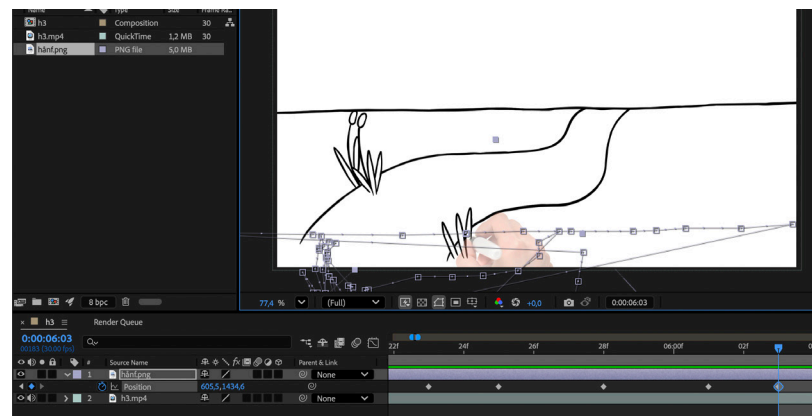 Name Type Size Frame Ra..
h3 Composition 30
h3.mp4 QuickTime 1,2 MB 30
hånf.png PNG file 5,0 MB
8 bpc
77,4 % (Full) +0,0 0:00:06:03
× h3 Render Queue
0:00:06:03
00183 (30.00 fps)
22f 24f 26f 28f 06:00f 02f 0
# Source Name Parent & Link
1 hånf.png None
Position 605,5,1434,6
2 h3.mp4 None